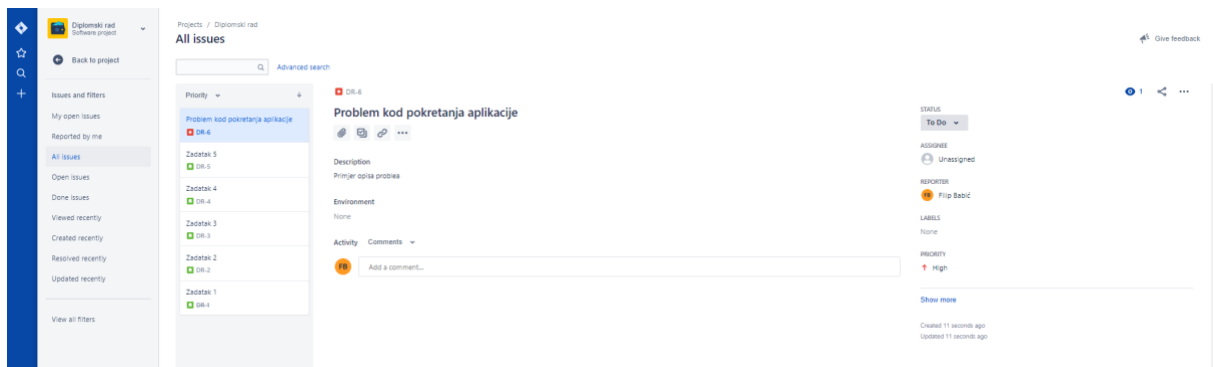 Diplomski rad
Software project
Back to project
Issues and filters
My open issues
Reported by me
All issues
Open issues
Done issues
Viewed recently
Created recently
Resolved recently
Updated recently
View all filters
Projects / Diplomski rad
All issues
Give feedback
Advanced search
Priority
Problem kod pokretanja aplikacije
DR-6
Zadatak 5
DR-5
Zadatak 4
DR-4
Zadatak 3
DR-3
Zadatak 2
DR-2
Zadatak 1
DR-1
DR-6
1
Problem kod pokretanja aplikacije
Description
Primjer opisa problea
Environment
None
Activity Comments
FB Add a comment...
STATUS
To Do
ASSIGNEE
Unassigned
REPORTER
FB Filip Babić
LABELS
None
PRIORITY
High
Show more
Created 11 seconds ago
Updated 11 seconds ago